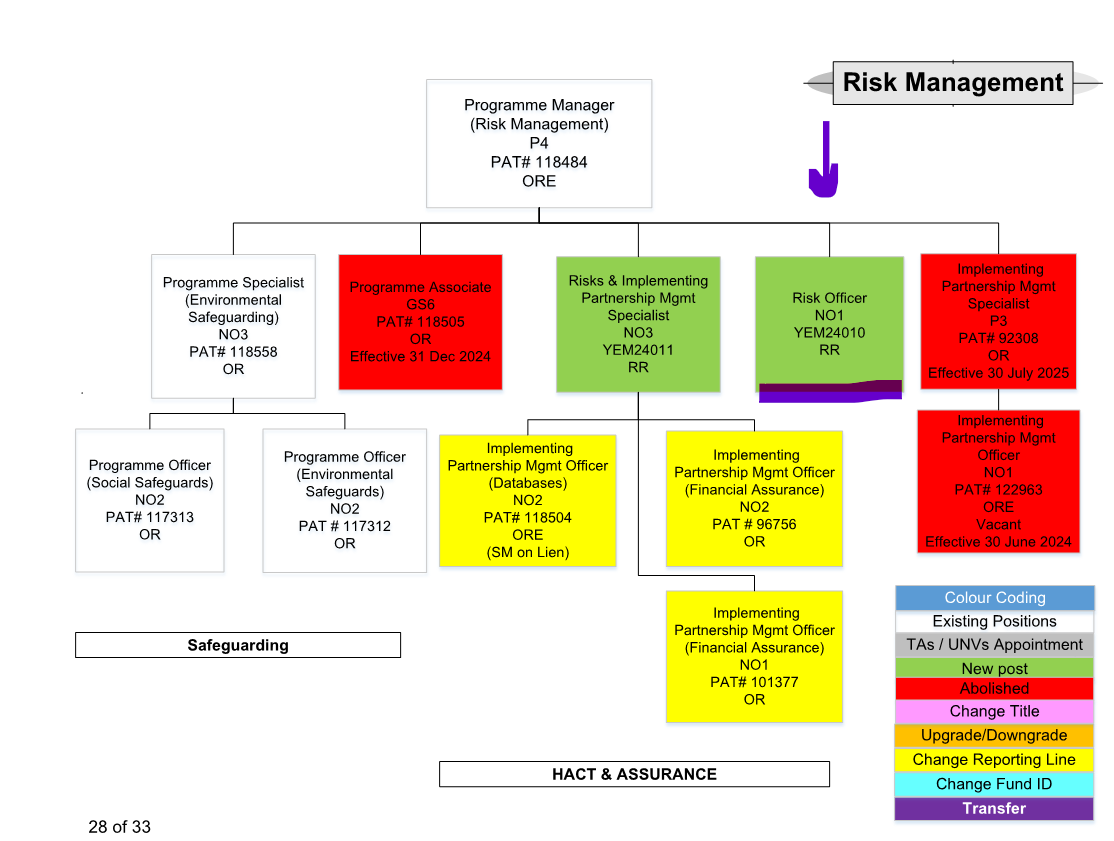 Risk Management
Programme Manager
(Risk Management)
P4
PAT# 118484
ORE
Programme Specialist
(Environmental
Safeguarding)
NO3
PAT# 118558
OR
Programme Associate
GS6
PAT# 118505
OR
Effective 31 Dec 2024
Risks & Implementing
Partnership Mgmt
Specialist
NO3
YEM24011
RR
Risk Officer
NO1
YEM24010
RR
Implementing
Partnership Mgmt
Specialist
P3
PAT# 92308
OR
Effective 30 July 2025
Programme Officer
(Social Safeguards)
NO2
PAT# 117313
OR
Programme Officer
(Environmental
Safeguards)
NO2
PAT # 117312
OR
Implementing
Partnership Mgmt Officer
(Databases)
NO2
PAT# 118504
ORE
(SM on Lien)
Implementing
Partnership Mgmt Officer
(Financial Assurance)
NO2
PAT # 96756
OR
Implementing
Partnership Mgmt
Officer
NO1
PAT# 122963
ORE
Vacant
Effective 30 June 2024
Implementing
Partnership Mgmt Officer
(Financial Assurance)
NO1
PAT# 101377
OR
Safeguarding
HACT & ASSURANCE
Colour Coding
Existing Positions
TAs / UNVs Appointment
New post
Abolished
Change Title
Upgrade/Downgrade
Change Reporting Line
Change Fund ID
Transfer
28 of 33